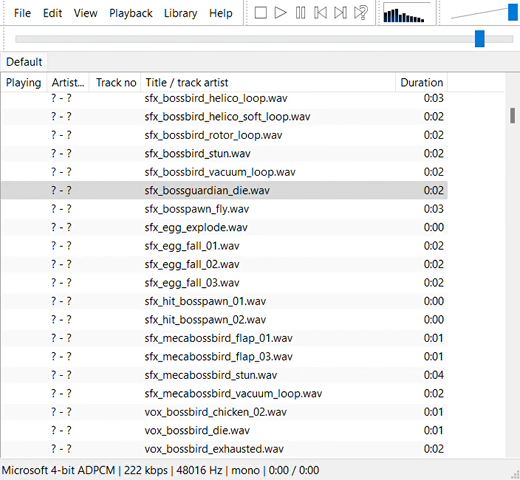 File Edit View Playback Library Help
Default
Playing Artist... Track no Title / track artist Duration
? - ? sfx_bossbird_helico_loop.wav 0:03
? - ? sfx_bossbird_helico_soft_loop.wav 0:02
? - ? sfx_bossbird_rotor_loop.wav 0:02
? - ? sfx_bossbird_stun.wav 0:02
? - ? sfx_bossbird_vacuum_loop.wav 0:02
? - ? sfx_bossguardian_die.wav 0:02
? - ? sfx_bosspawn_fly.wav 0:03
? - ? sfx_egg_explode.wav 0:00
? - ? sfx_egg_fall_01.wav 0:02
? - ? sfx_egg_fall_02.wav 0:02
? - ? sfx_egg_fall_03.wav 0:02
? - ? sfx_hit_bosspawn_01.wav 0:00
? - ? sfx_hit_bosspawn_02.wav 0:00
? - ? sfx_mecabossbird_flap_01.wav 0:01
? - ? sfx_mecabossbird_flap_03.wav 0:01
? - ? sfx_mecabossbird_stun.wav 0:04
? - ? sfx_mecabossbird_vacuum_loop.wav 0:02
? - ? vox_bossbird_chicken_02.wav 0:01
? - ? vox_bossbird_die.wav 0:01
? - ? vox_bossbird_exhausted.wav 0:02
Microsoft 4-bit ADPCM | 222 kbps | 48016 Hz | mono | 0:00 / 0:00